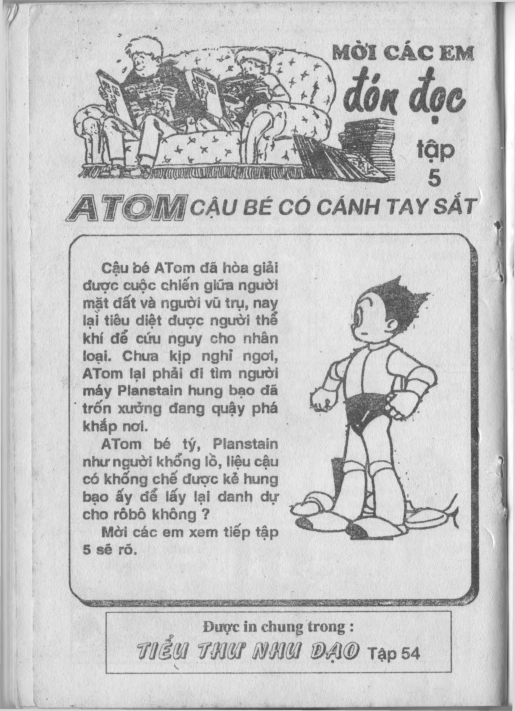 MỜI CÁC EM
đón đọc
tập
5
ATOM CẬU BÉ CÓ CÁNH TAY SẮT
Cậu bé ATom đã hòa giải
được cuộc chiến giữa người
mặt đất và người vũ trụ, nay
lại tiêu diệt được người thể
khí để cứu nguy cho nhân
loại. Chưa kịp nghỉ ngơi,
ATom lại phải đi tìm người
máy Planstain hung bạo đã
trốn xưởng đang quậy phá
khắp nơi.
ATom bé tý, Planstain
như người khổng lồ, liệu cậu
có khống chế được kẻ hung
bạo ấy để lấy lại danh dự
cho rôbô không ?
Mời các em xem tiếp tập
5 sẽ rõ.
Được in chung trong :
TIỂU THƯ NHU ĐẠO Tập 54